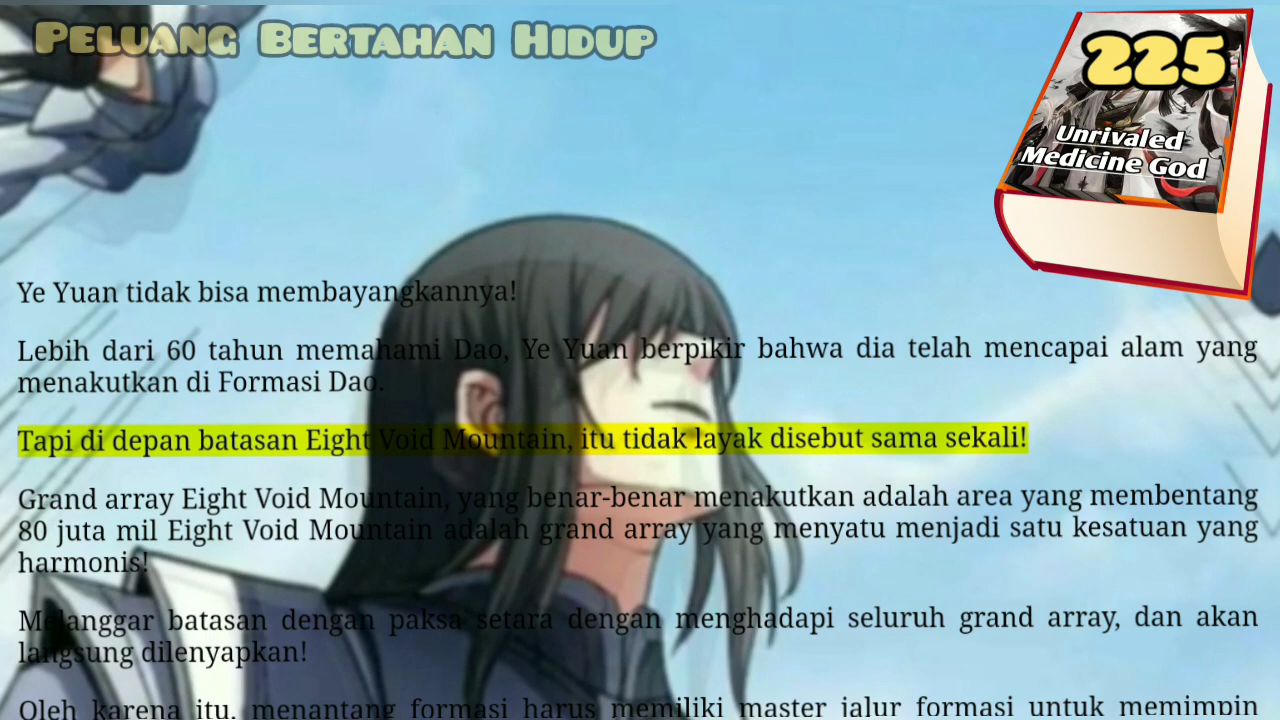 Peluang Bertahan Hidup
225
Unrivaled
Medicine God
Ye Yuan tidak bisa membayangkannya!
Lebih dari 60 tahun memahami Dao, Ye Yuan berpikir bahwa dia telah mencapai alam yang
menakutkan di Formasi Dao.
Tapi di depan batasan Eight Void Mountain, itu tidak layak disebut sama sekali!
Grand array Eight Void Mountain, yang benar-benar menakutkan adalah area yang membentang
80 juta mil Eight Void Mountain adalah grand array yang menyatu menjadi satu kesatuan yang
harmonis!
Melanggar batasan dengan paksa setara dengan menghadapi seluruh grand array, dan akan
langsung dilenyapkan!
Oleh karena itu, menantang formasi harus memiliki master jalur formasi untuk memimpin